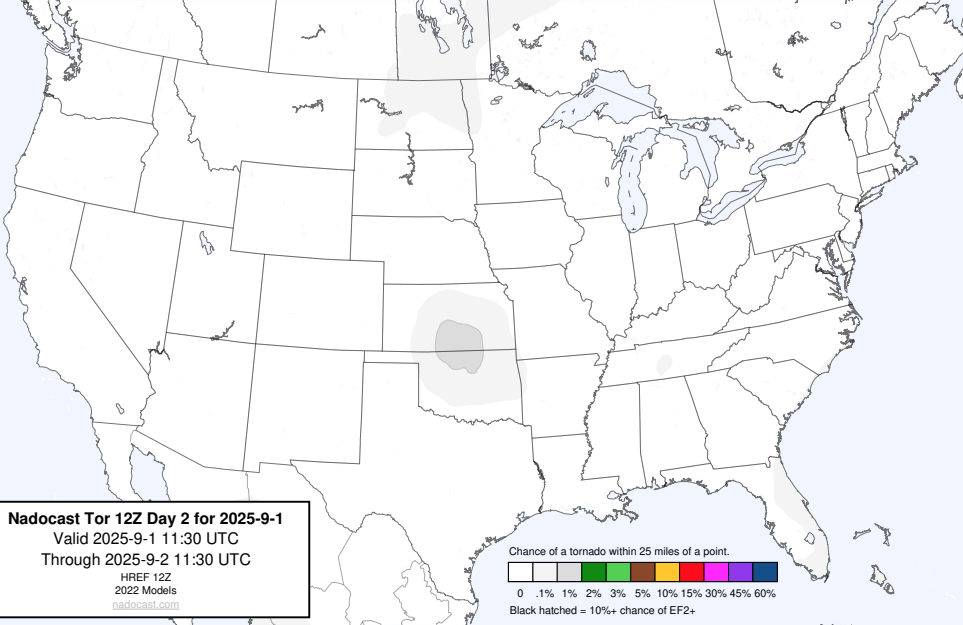 Nadocast Tor 12Z Day 2 for 2025-9-1
Valid 2025-9-1 11:30 UTC
Through 2025-9-2 11:30 UTC
HREF 12Z
2022 Models
nadocast.com
Chance of a tornado within 25 miles of a point.
0 .1% 1% 2% 3% 5% 10% 15% 30% 45% 60%
Black hatched = 10%+ chance of EF2+